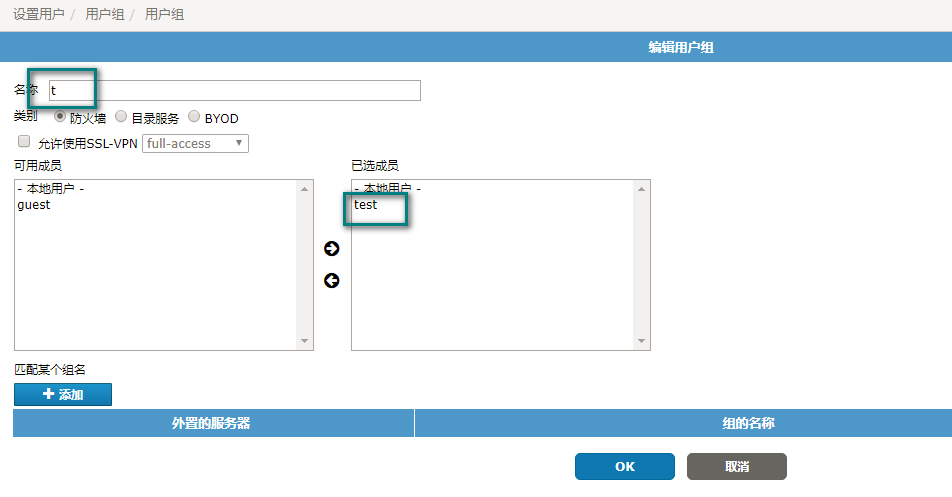 设置用户 / 用户组 / 用户组
编辑用户组
名称 t
类别 防火墙 目录服务 BYOD
允许使用SSL-VPN full-access
可用成员 已选成员
- 本地用户 - - 本地用户 -
guest test
匹配某个组名
添加
外置的服务器 组的名称
OK 取消